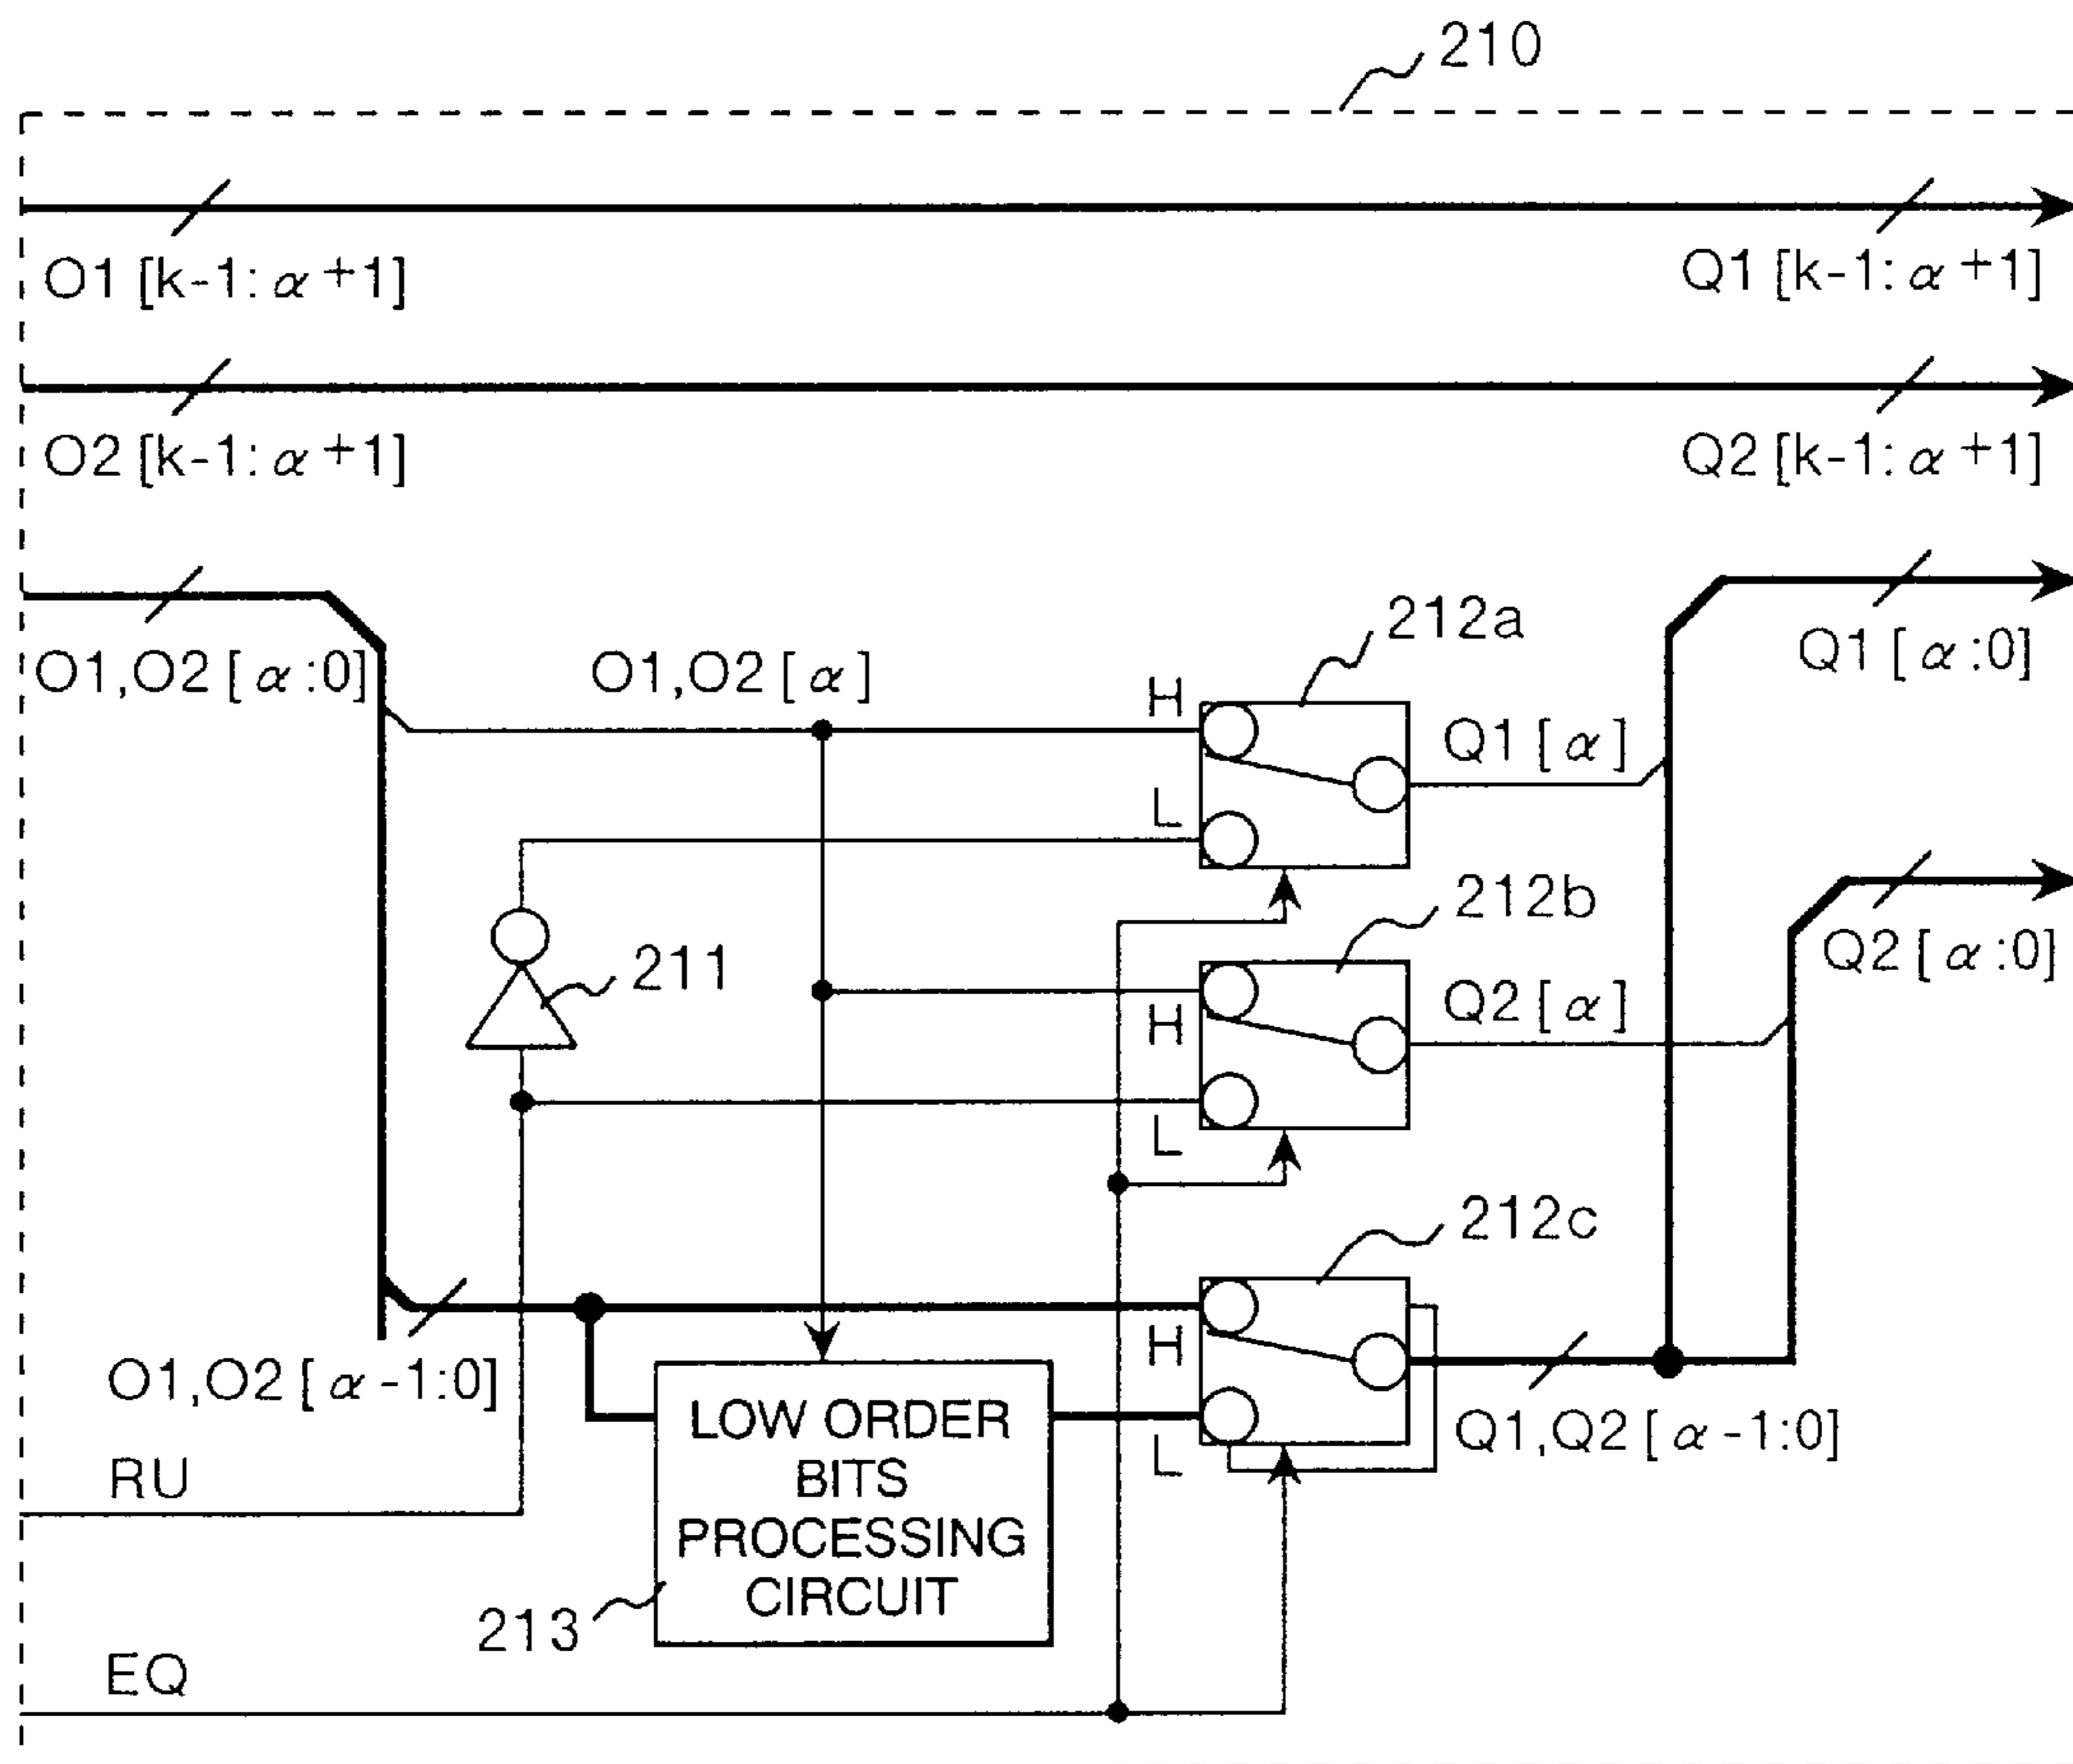 210
O1 [k-1: α +1]
Q1 [k-1: α +1]
O2 [k-1: α +1]
Q2 [k-1: α +1]
O1,O2 [ α :0]
O1,O2 [ α ]
212a
Q1 [ α :0]
H
Q1 [ α ]
L
212b
211
Q2 [ α :0]
H
Q2 [ α ]
L
212c
H
O1,O2 [ α -1:0]
LOW ORDER
BITS
PROCESSING
CIRCUIT
L
Q1,Q2 [ α -1:0]
RU
213
EQ